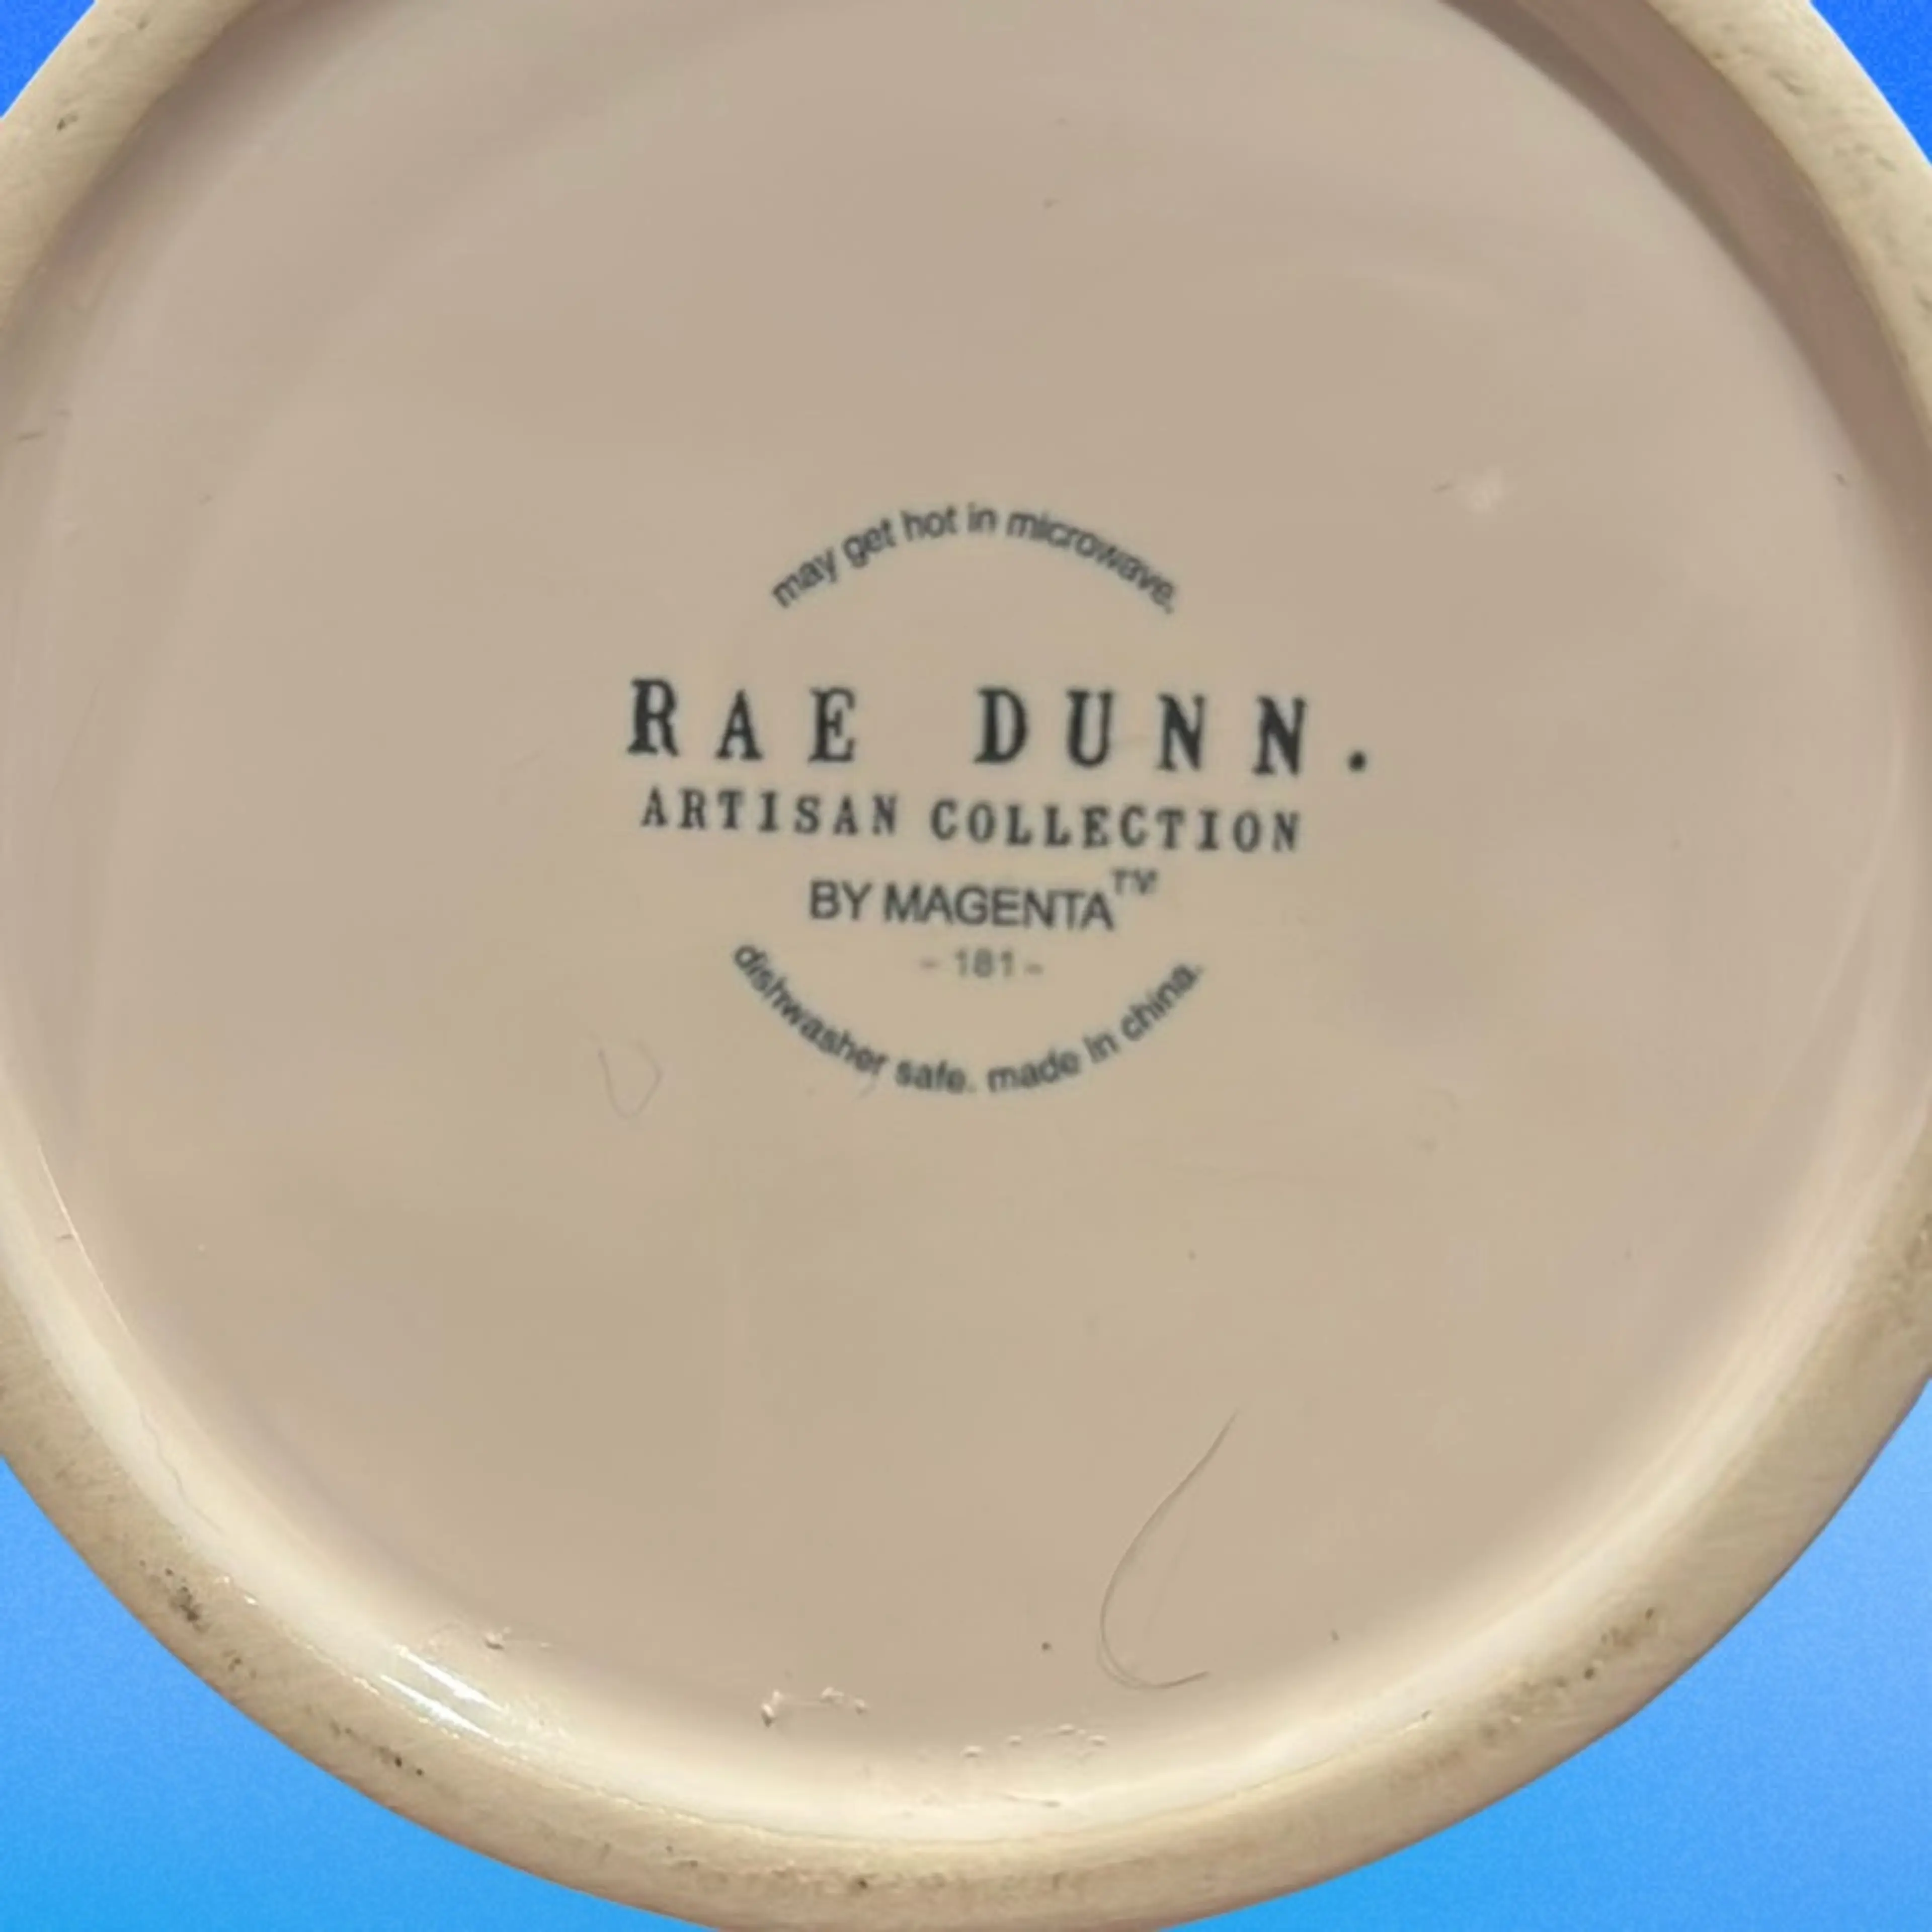 may get hot in microwave.
RAE DUNN.
ARTISAN COLLECTION
BY MAGENTA™
- 181 -
dishwasher safe. made in china.